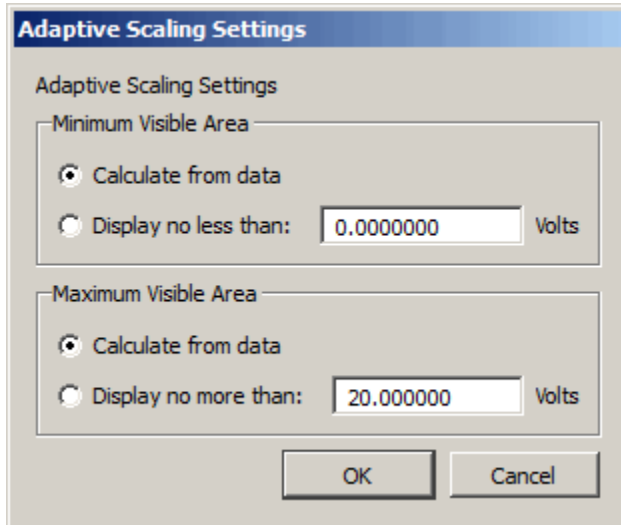 Adaptive Scaling Settings
Adaptive Scaling Settings
Minimum Visible Area
Calculate from data
Display no less than: 0.0000000 Volts
Maximum Visible Area
Calculate from data
Display no more than: 20.000000 Volts
OK Cancel